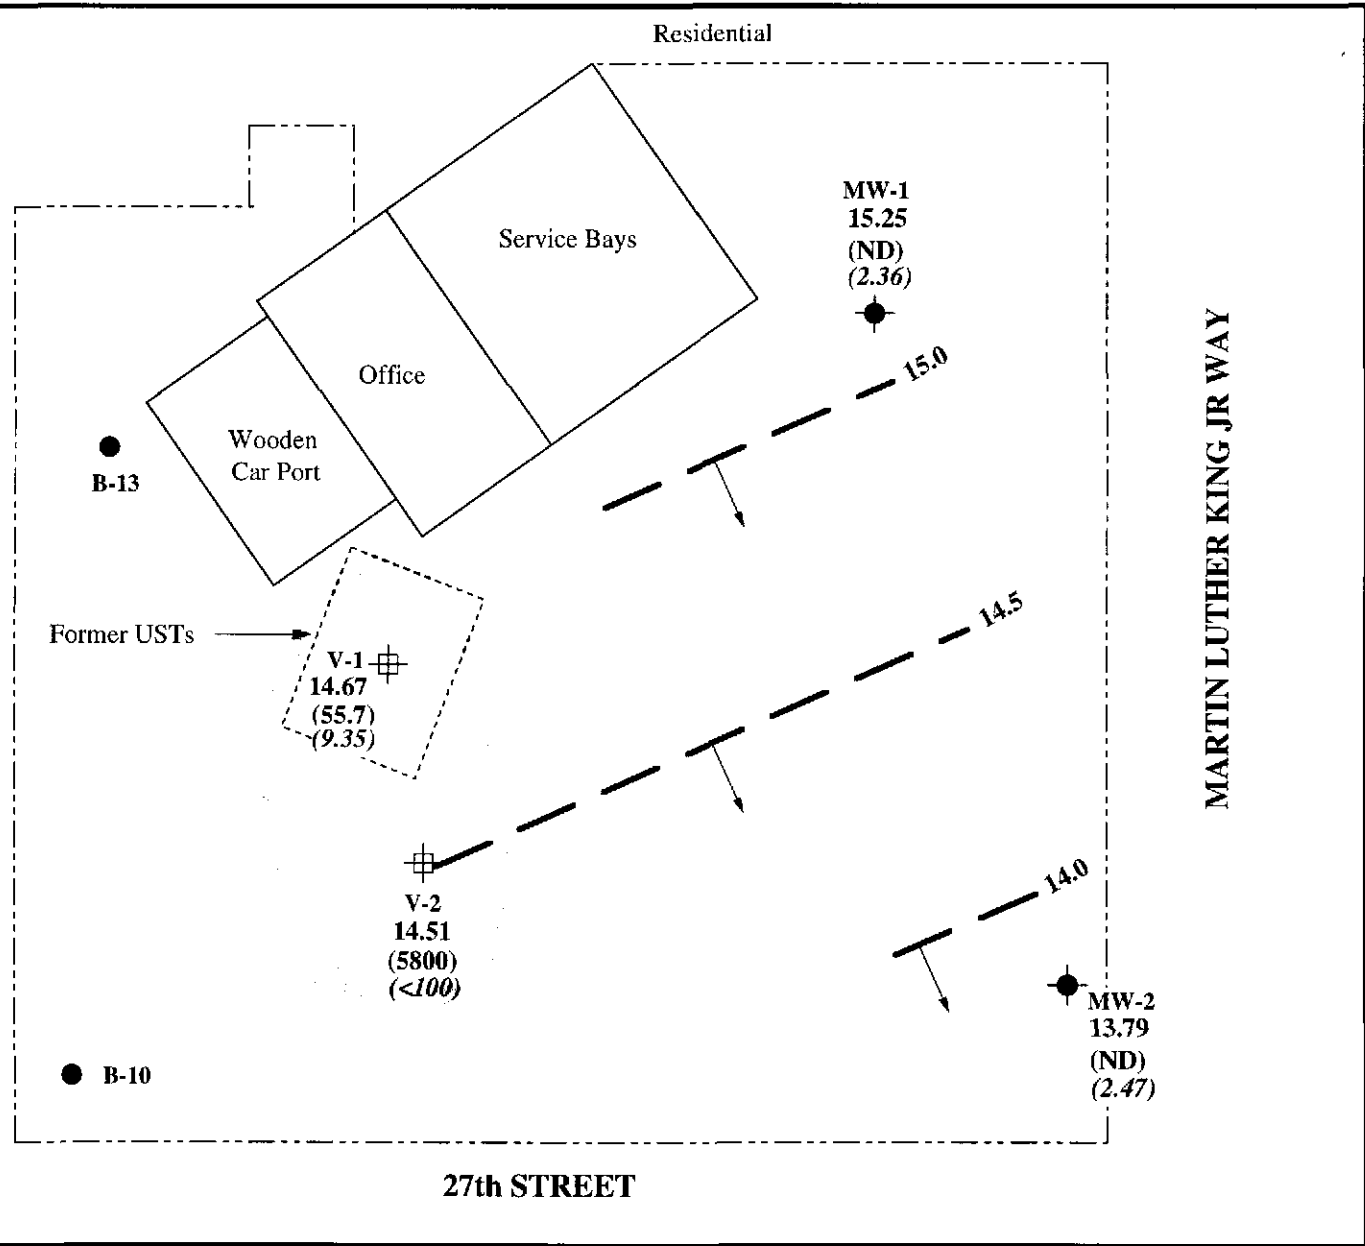 Residential
MW-1
15.25
(ND)
(2.36)
Service Bays
15.0
Office
Wooden
Car Port
B-13
MARTIN LUTHER KING JR WAY
14.5
Former USTs
V-1
14.67
(55.7)
(9.35)
V-2
14.51
(5800)
(<100)
14.0
MW-2
13.79
(ND)
(2.47)
B-10
27th STREET